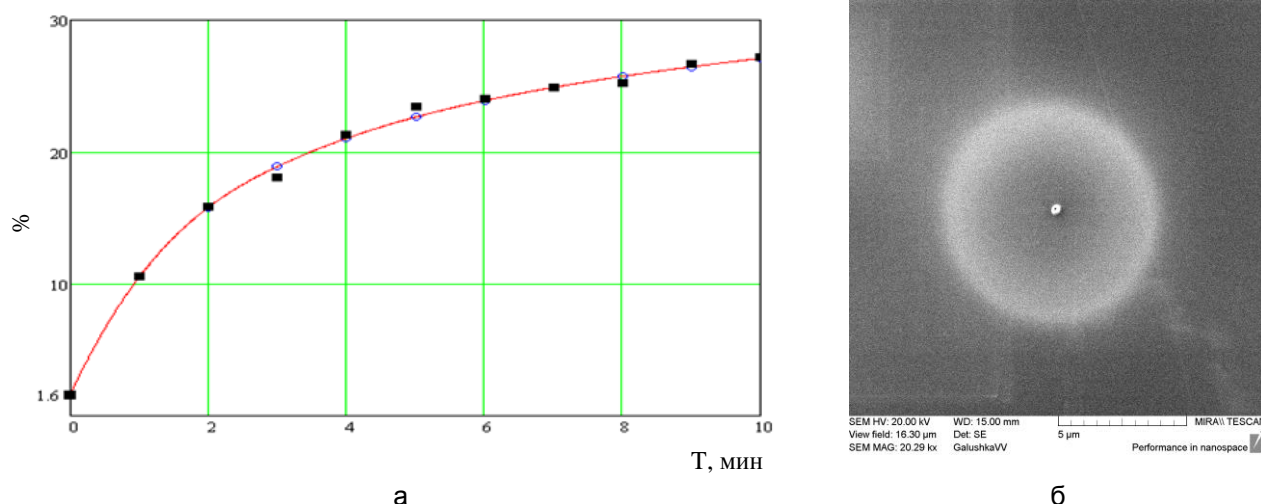 30
20
10
1.6
%
0
2
4
6
8
10
T, мин
а
SEM HV: 20.00 kV WD: 15.00 mm MIRA\\ TESCAN
View field: 16.30 µm Det: SE 5 µm
SEM MAG: 20.29 kx GalushkaVV Performance in nanospace
б